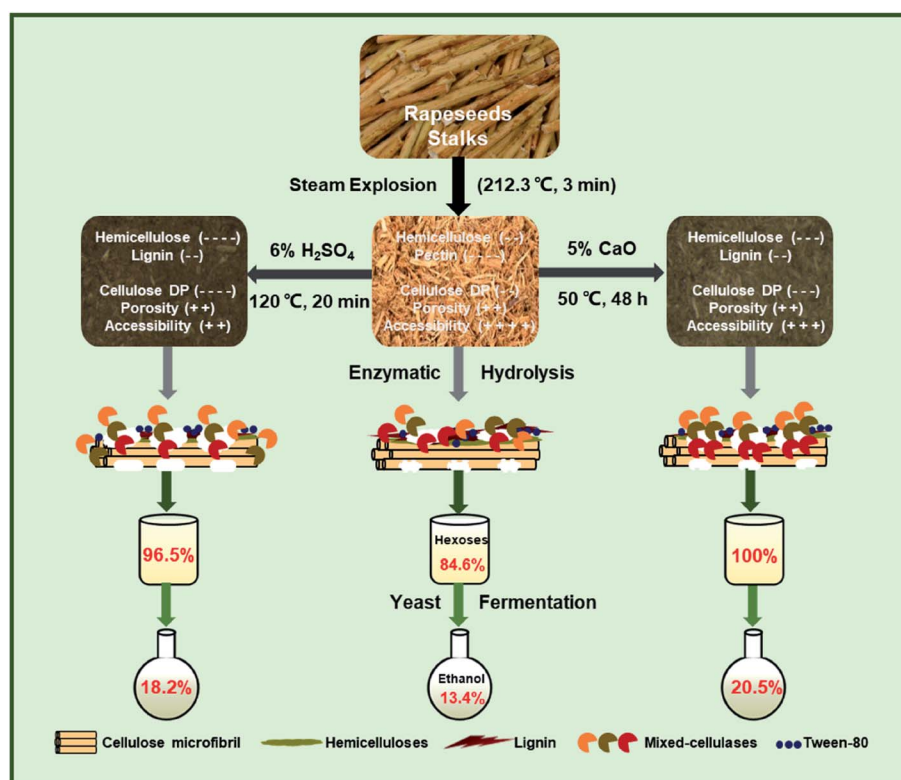 Rapeseeds
Stalks
Steam Explosion (212.3 ℃, 3 min)
Hemicellulose (- - - -)
Lignin (- -)
Cellulose DP (- - - -)
Porosity (+ +)
Accessibility (+ +)
6% H₂SO₄
120 ℃, 20 min
Hemicellulose (- -)
Pectin (- - - -)
Cellulose DP (- -)
Porosity (+ +)
Accessibility (+ + + +)
5% CaO
50 ℃, 48 h
Hemicellulose (- - -)
Lignin (- -)
Cellulose DP (- - -)
Porosity (+ +)
Accessibility (+ + +)
Enzymatic Hydrolysis
96.5%
Hexoses
84.6%
100%
Yeast Fermentation
18.2%
Ethanol
13.4%
20.5%
Cellulose microfibril Hemicelluloses Lignin Mixed-cellulases Tween-80